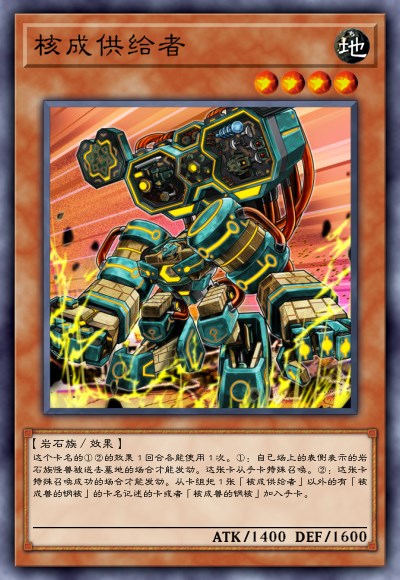 核成供给者
地
【岩石族/效果】
这个卡名的①②的效果1回合各能使用1次。①：自己场上的表侧表示的岩
石族怪兽被送去墓地的场合才能发动。这张卡从手卡特殊召唤。②：这张卡
特殊召唤成功的场合才能发动。从卡组把1张「核成供给者」以外的有「核
成兽的钢核」的卡名记述的卡或者「核成兽的钢核」加入手卡。
ATK/1400 DEF/1600